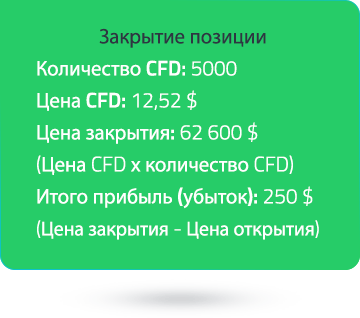 Закрытие позиции
Количество CFD: 5000
Цена CFD: 12,52 $
Цена закрытия: 62 600 $
(Цена CFD x количество CFD)
Итого прибыль (убыток): 250 $
(Цена закрытия - Цена открытия)